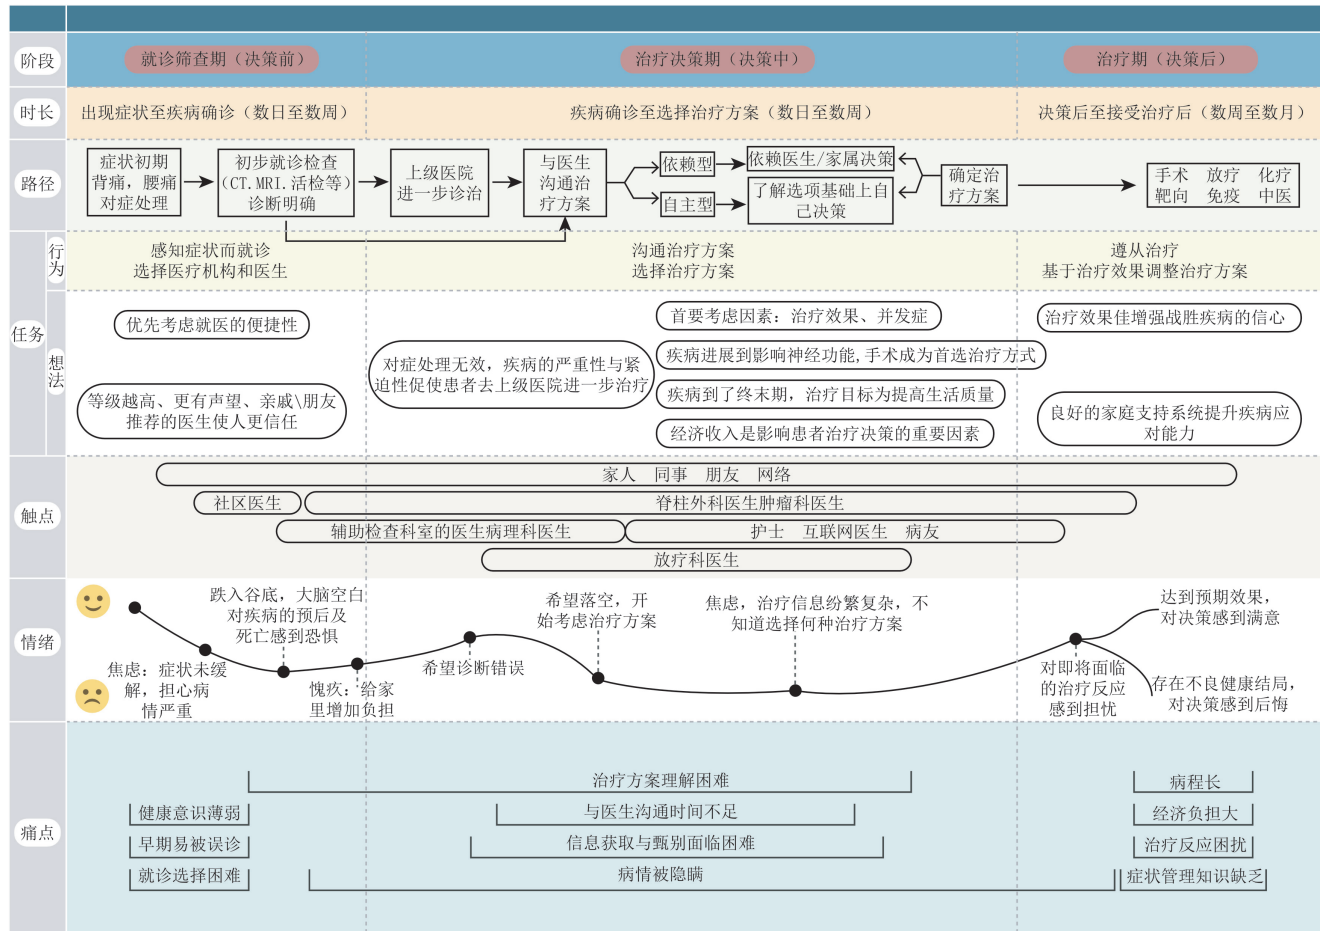 阶段
就诊筛查期（决策前）
治疗决策期（决策中）
治疗期（决策后）
时长
出现症状至疾病确诊（数日至数周）
疾病确诊至选择治疗方案（数日至数周）
决策后至接受治疗后（数周至数月）
路径
症状初期
背痛，腰痛
对症处理
初步就诊检查
(CT.MRI.活检等)
诊断明确
上级医院
进一步诊治
与医生
沟通治
疗方案
依赖型
自主型
依赖医生/家属决策
了解选项基础上自
己决策
确定治
疗方案
手术 放疗 化疗
靶向 免疫 中医
任务
行为
感知症状而就诊
选择医疗机构和医生
沟通治疗方案
选择治疗方案
遵从治疗
基于治疗效果调整治疗方案
想法
优先考虑就医的便捷性
等级越高、更有声望、亲戚\朋友
推荐的医生使人更信任
对症处理无效，疾病的严重性与紧
迫性促使患者去上级医院进一步治疗
首要考虑因素：治疗效果、并发症
疾病进展到影响神经功能,手术成为首选治疗方式
疾病到了终末期，治疗目标为提高生活质量
经济收入是影响患者治疗决策的重要因素
治疗效果佳增强战胜疾病的信心
良好的家庭支持系统提升疾病应
对能力
触点
家人 同事 朋友 网络
社区医生
脊柱外科医生肿瘤科医生
辅助检查科室的医生病理科医生
护士 互联网医生 病友
放疗科医生
情绪
焦虑：症状未缓
解，担心病
情严重
跌入谷底，大脑空白
对疾病的预后及
死亡感到恐惧
愧疚：给家
里增加负担
希望诊断错误
希望落空，开
始考虑治疗方案
焦虑，治疗信息纷繁复杂，不
知道选择何种治疗方案
对即将面临
的治疗反应
感到担忧
达到预期效果，
对决策感到满意
存在不良健康结局，
对决策感到后悔
痛点
治疗方案理解困难
病程长
健康意识薄弱
与医生沟通时间不足
经济负担大
早期易被误诊
信息获取与甄别面临困难
治疗反应困扰
就诊选择困难
病情被隐瞒
症状管理知识缺乏